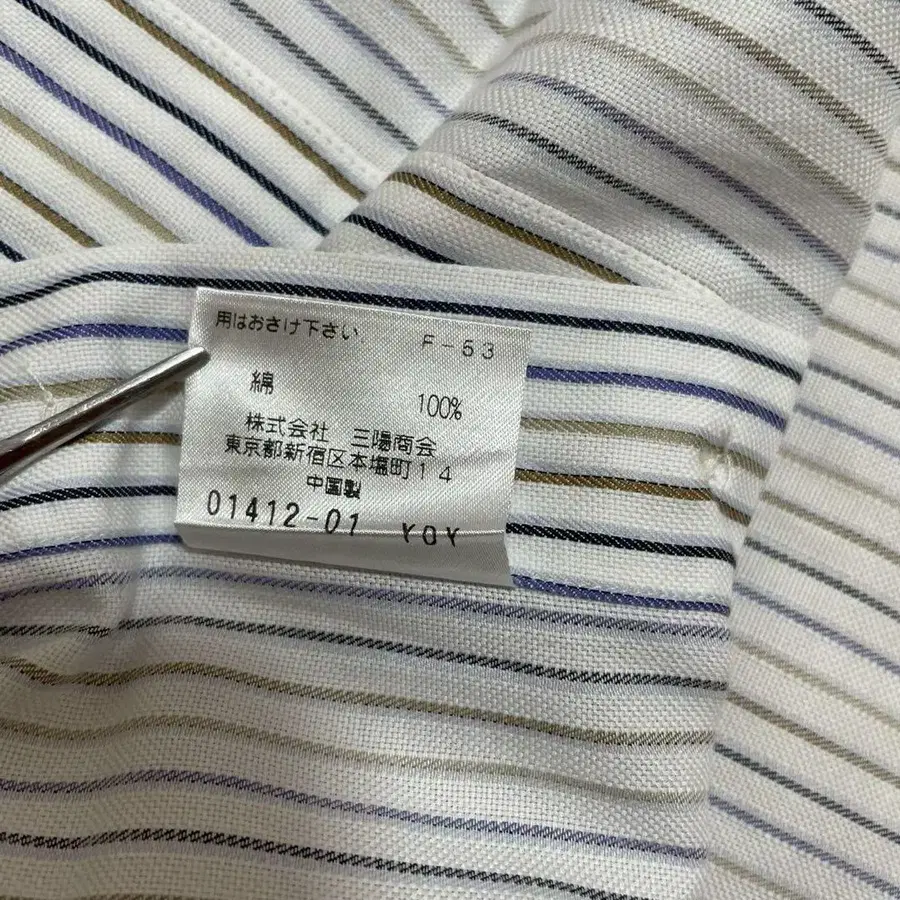 用はおさけ下さい F-53
綿 100%
株式会社 三陽商会
東京都新宿区本塩町14
中国製
01412-01 YOY